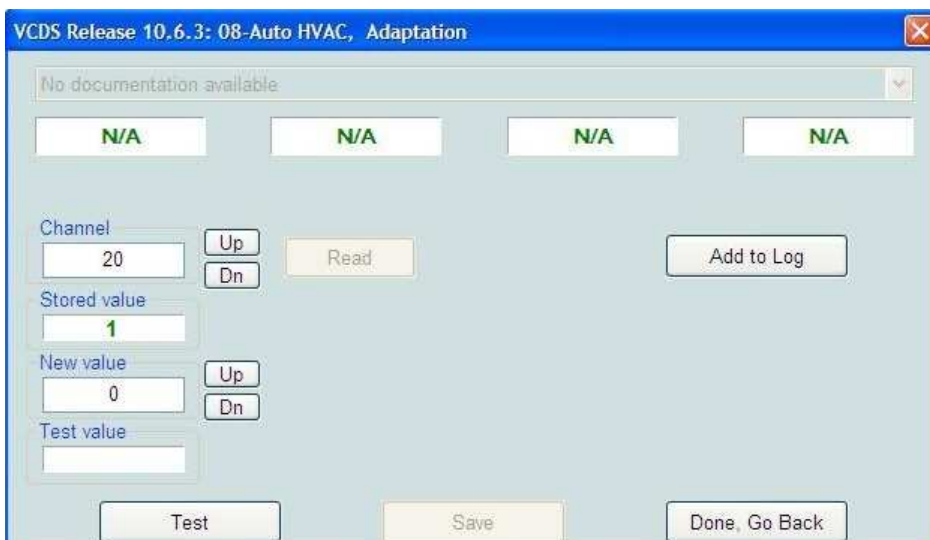 VCDS Release 10.6.3: 08-Auto HVAC, Adaptation
No documentation available
N/A N/A N/A N/A
Channel
20 Up Read Add to Log
Dn
Stored value
1
New value
0 Up
Dn
Test value
Test Save Done, Go Back